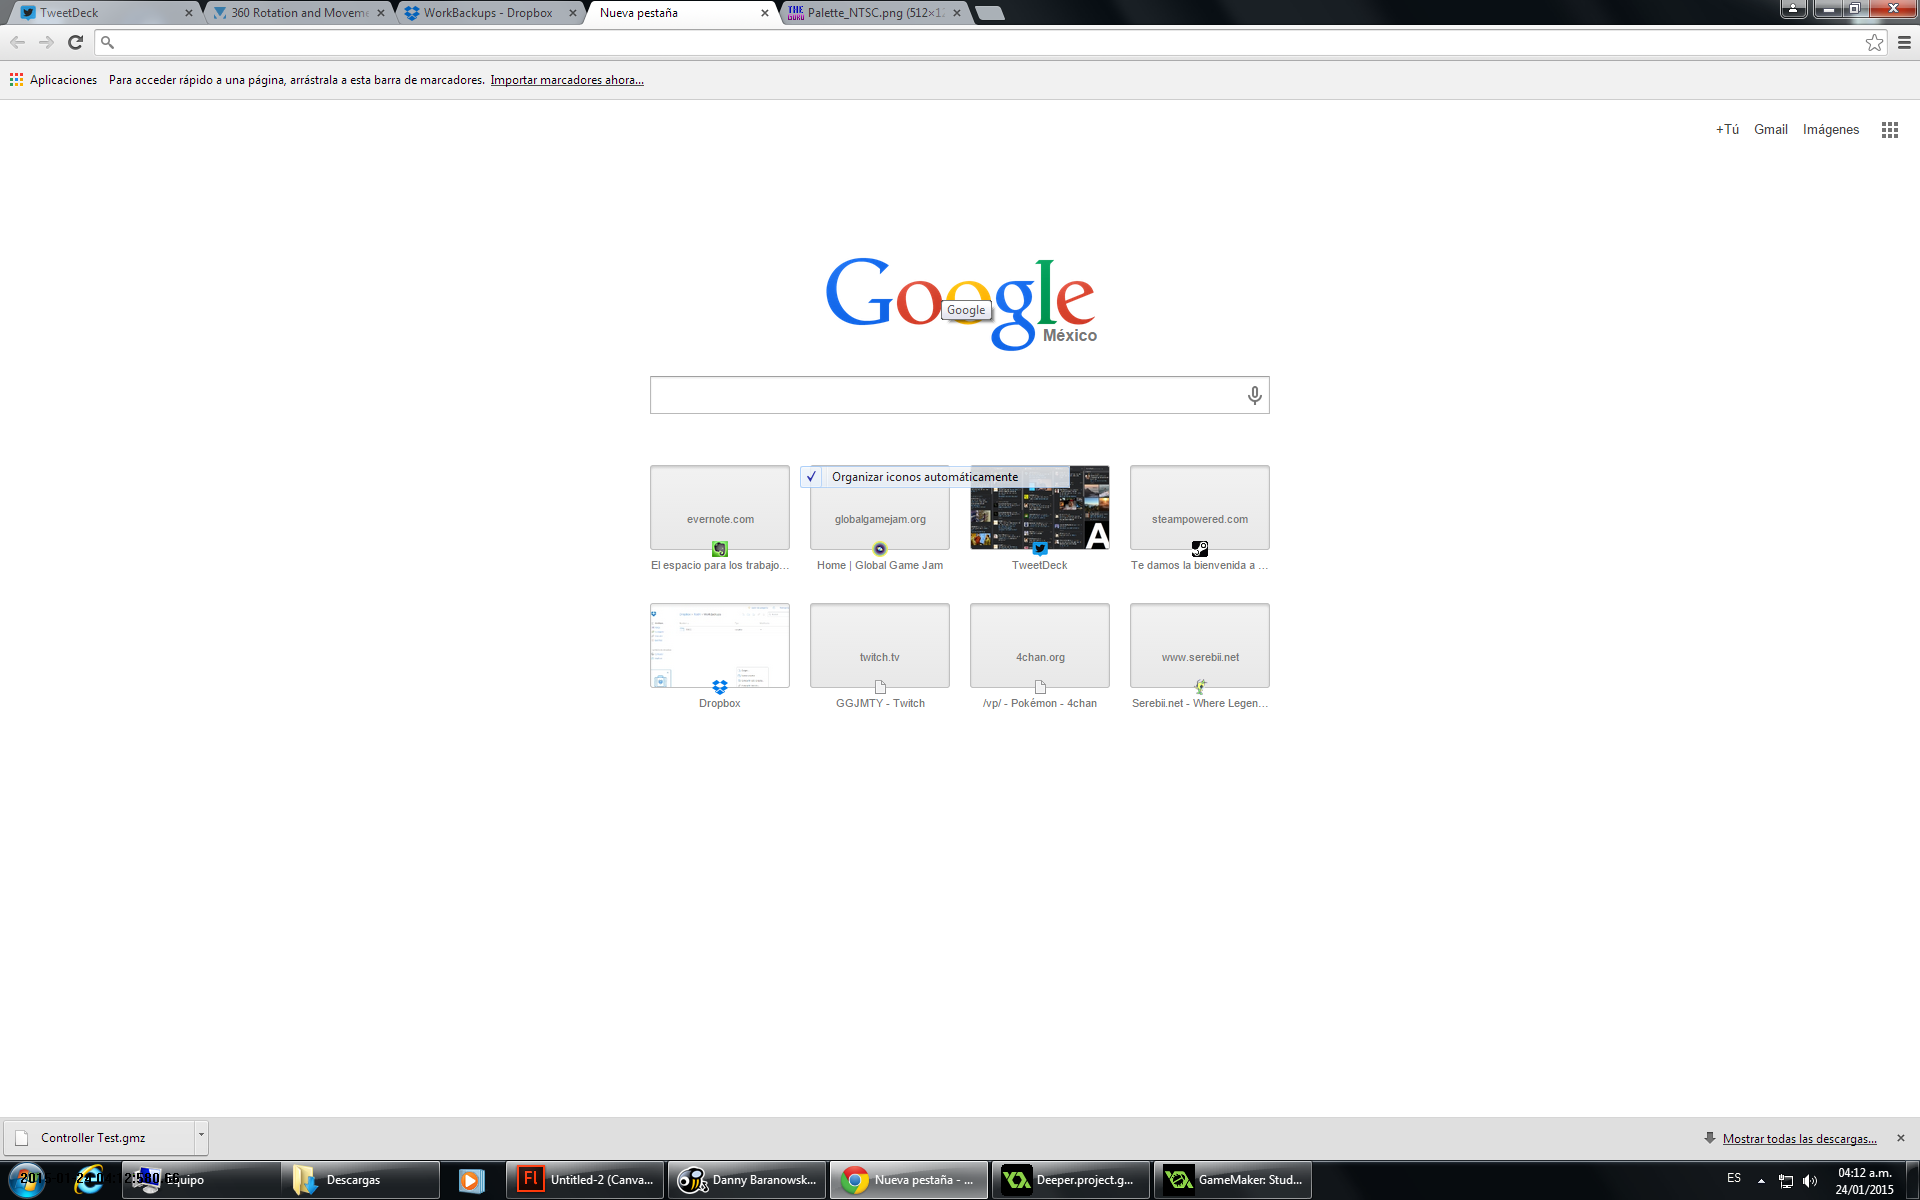 TweetDeck
360 Rotation and Moveme
WorkBackups - Dropbox
Nueva pestaña
THE GURU
Palette_NTSC.png (512×12
Aplicaciones
Para acceder rápido a una página, arrástrala a esta barra de marcadores.
Importar marcadores ahora...
+Tú
Gmail
Imágenes
Google
Google
México
Organizar iconos automáticamente
evernote.com
globalgamejam.org
A
steampowered.com
El espacio para los trabajo...
Home | Global Game Jam
TweetDeck
Te damos la bienvenida a ...
twitch.tv
4chan.org
www.serebii.net
Dropbox
GGJMTY - Twitch
/vp/ - Pokémon - 4chan
Serebii.net - Where Legen...
Controller Test.gmz
Mostrar todas las descargas...
Equipo
Descargas
Fl
Untitled-2 (Canva...
Danny Baranowsk...
Nueva pestaña - ...
Deeper.project.g...
GameMaker: Stud...
ES
04:12 a.m.
24/01/2015